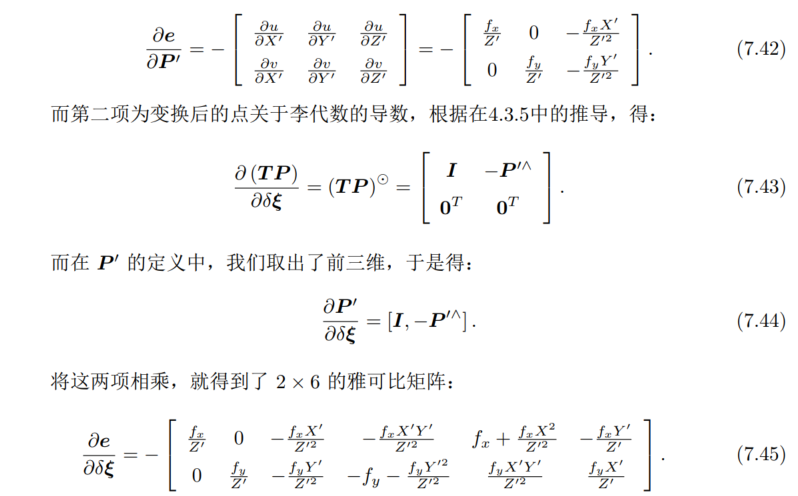 $$\frac{\partial \boldsymbol{e}}{\partial \boldsymbol{P}'} = -\begin{bmatrix} \frac{\partial u}{\partial X'} & \frac{\partial u}{\partial Y'} & \frac{\partial u}{\partial Z'} \\ \frac{\partial v}{\partial X'} & \frac{\partial v}{\partial Y'} & \frac{\partial v}{\partial Z'} \end{bmatrix} = -\begin{bmatrix} \frac{f_x}{Z'} & 0 & -\frac{f_x X'}{Z'^2} \\ 0 & \frac{f_y}{Z'} & -\frac{f_y Y'}{Z'^2} \end{bmatrix}. \quad (7.42)$$
而第二项为变换后的点关于李代数的导数，根据在4.3.5中的推导，得：
$$\frac{\partial (\boldsymbol{TP})}{\partial \delta \boldsymbol{\xi}} = (\boldsymbol{TP})^{\odot} = \begin{bmatrix} \boldsymbol{I} & -\boldsymbol{P}'^{\wedge} \\ \boldsymbol{0}^T & \boldsymbol{0}^T \end{bmatrix}. \quad (7.43)$$
而在 $\boldsymbol{P}'$ 的定义中，我们取出了前三维，于是得：
$$\frac{\partial \boldsymbol{P}'}{\partial \delta \boldsymbol{\xi}} = [\boldsymbol{I}, -\boldsymbol{P}'^{\wedge}]. \quad (7.44)$$
将这两项相乘，就得到了 $2 \times 6$ 的雅可比矩阵：
$$\frac{\partial \boldsymbol{e}}{\partial \delta \boldsymbol{\xi}} = -\begin{bmatrix} \frac{f_x}{Z'} & 0 & -\frac{f_x X'}{Z'^2} & -\frac{f_x X' Y'}{Z'^2} & f_x + \frac{f_x X^2}{Z'^2} & -\frac{f_x Y'}{Z'} \\ 0 & \frac{f_y}{Z'} & -\frac{f_y Y'}{Z'^2} & -f_y - \frac{f_y Y'^2}{Z'^2} & \frac{f_y X' Y'}{Z'^2} & \frac{f_y X'}{Z'} \end{bmatrix}. \quad (7.45)$$